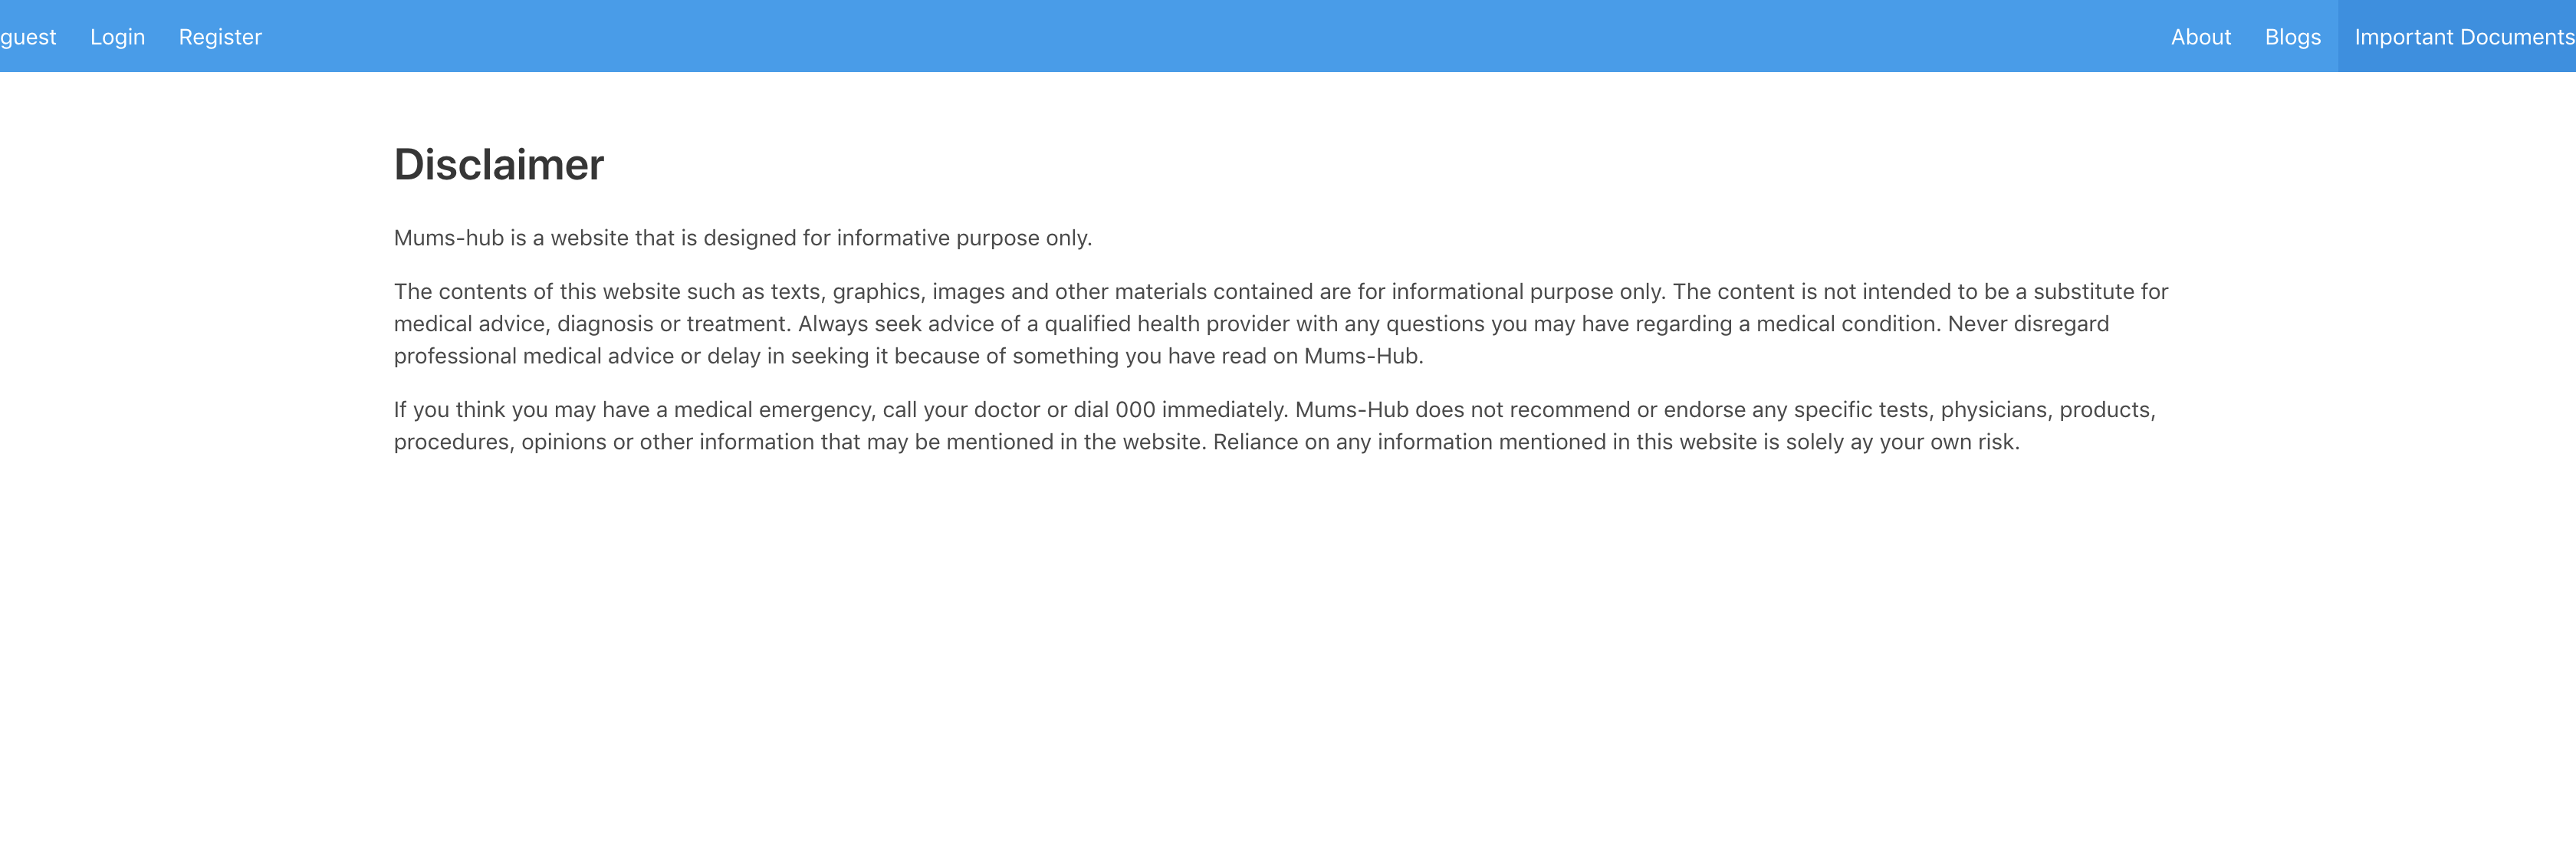 guest Login Register About Blogs Important Documents
Disclaimer
Mums-hub is a website that is designed for informative purpose only.
The contents of this website such as texts, graphics, images and other materials contained are for informational purpose only. The content is not intended to be a substitute for
medical advice, diagnosis or treatment. Always seek advice of a qualified health provider with any questions you may have regarding a medical condition. Never disregard
professional medical advice or delay in seeking it because of something you have read on Mums-Hub.
If you think you may have a medical emergency, call your doctor or dial 000 immediately. Mums-Hub does not recommend or endorse any specific tests, physicians, products,
procedures, opinions or other information that may be mentioned in the website. Reliance on any information mentioned in this website is solely ay your own risk.